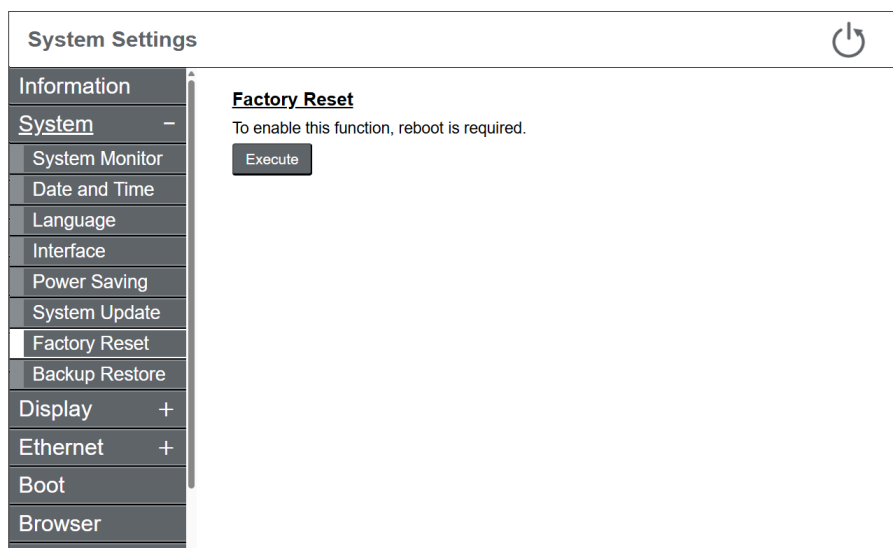 System Settings
Information
System −
System Monitor
Date and Time
Language
Interface
Power Saving
System Update
Factory Reset
Backup Restore
Display +
Ethernet +
Boot
Browser
Factory Reset
To enable this function, reboot is required.
Execute